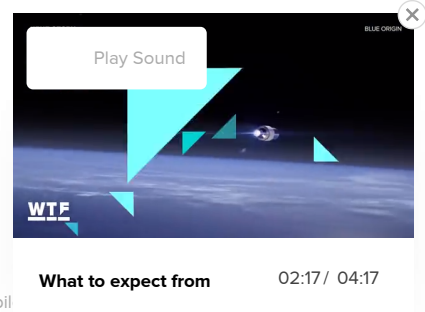 BLUE ORIGIN
Play Sound
WTF
What to expect from
02:17 / 04:17